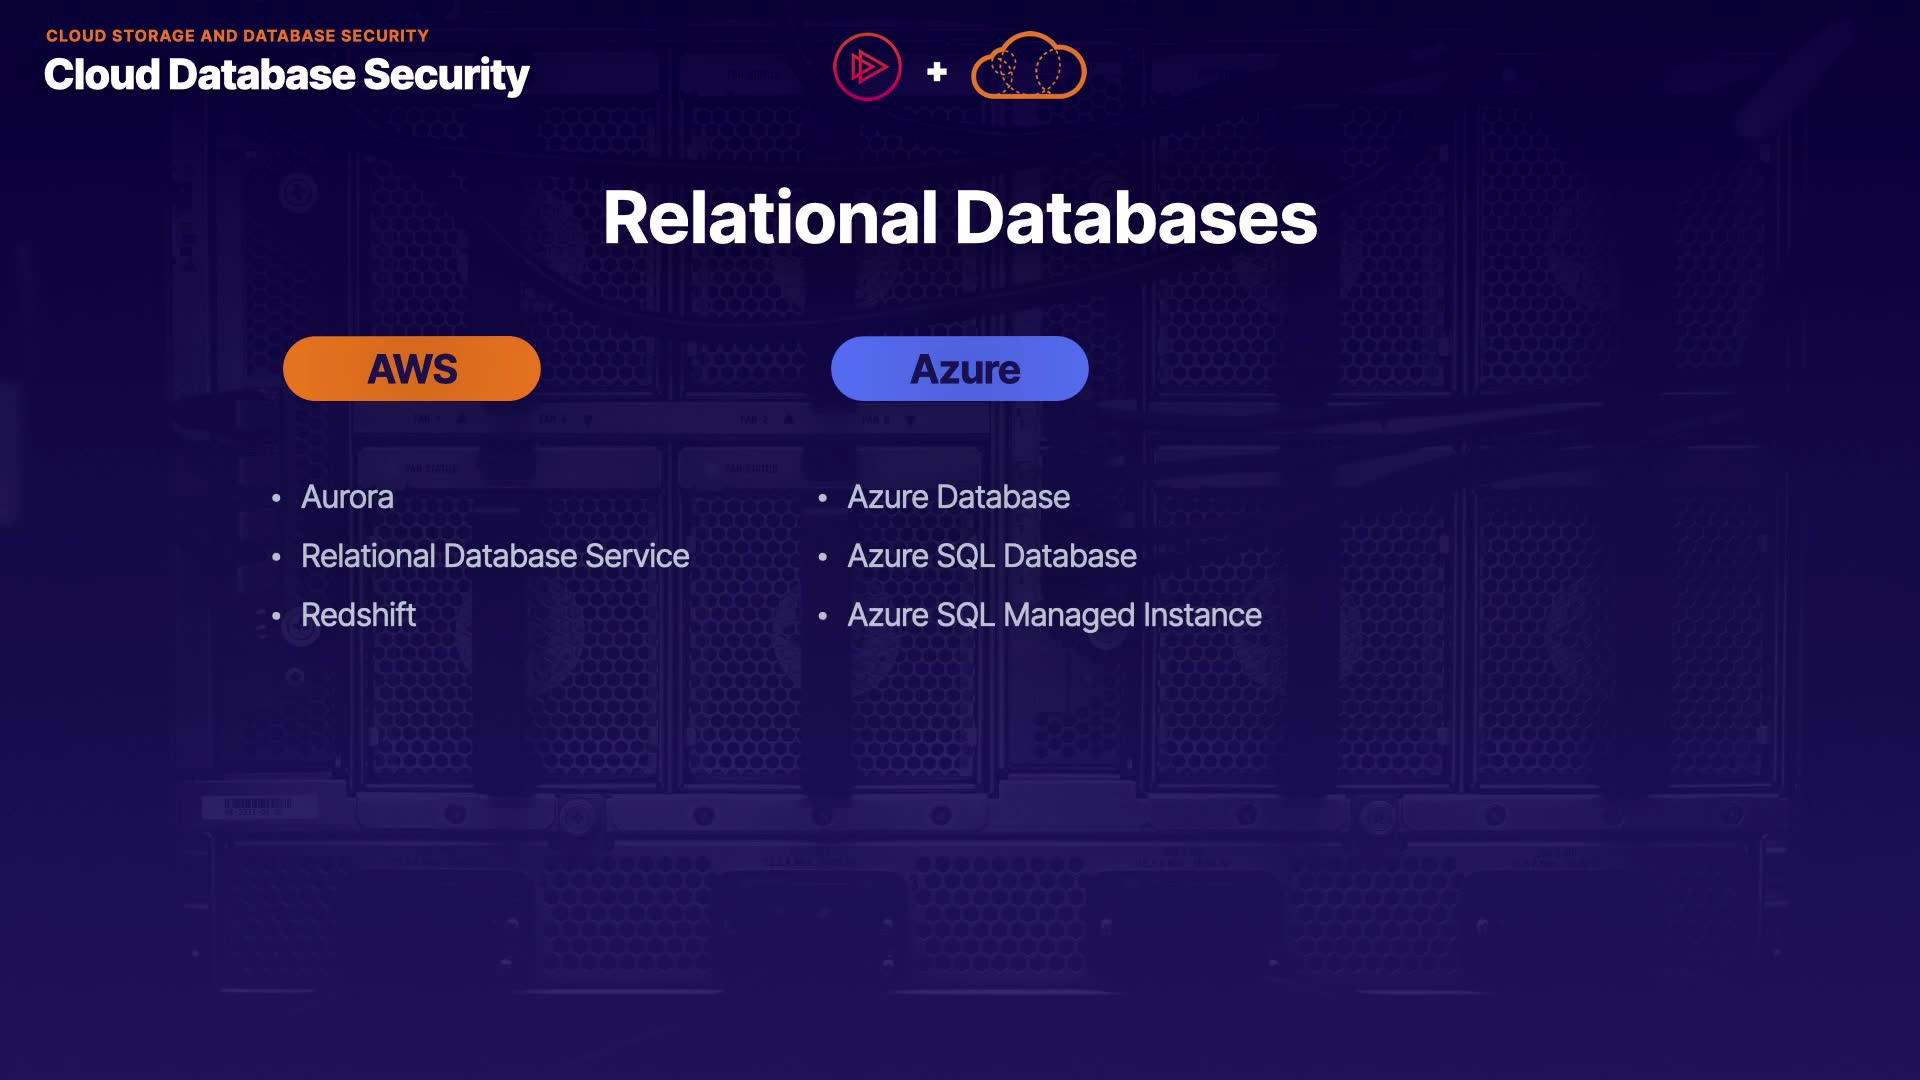 CLOUD STORAGE AND DATABASE SECURITY
Cloud Database Security
+
Relational Databases
AWS
Azure
• Aurora
• Relational Database Service
• Redshift
• Azure Database
• Azure SQL Database
• Azure SQL Managed Instance